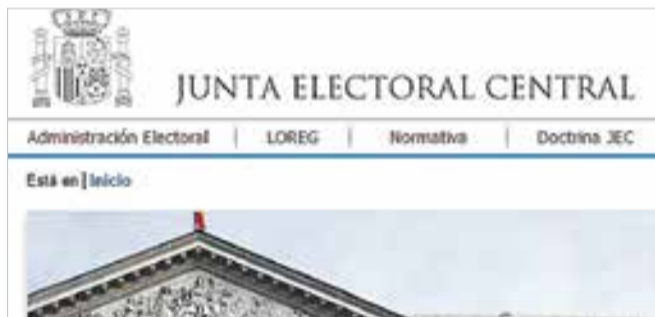 JUNTA ELECTORAL CENTRAL
Administración Electoral | LOREG | Normativa | Doctrina JEC
Está en | Inicio